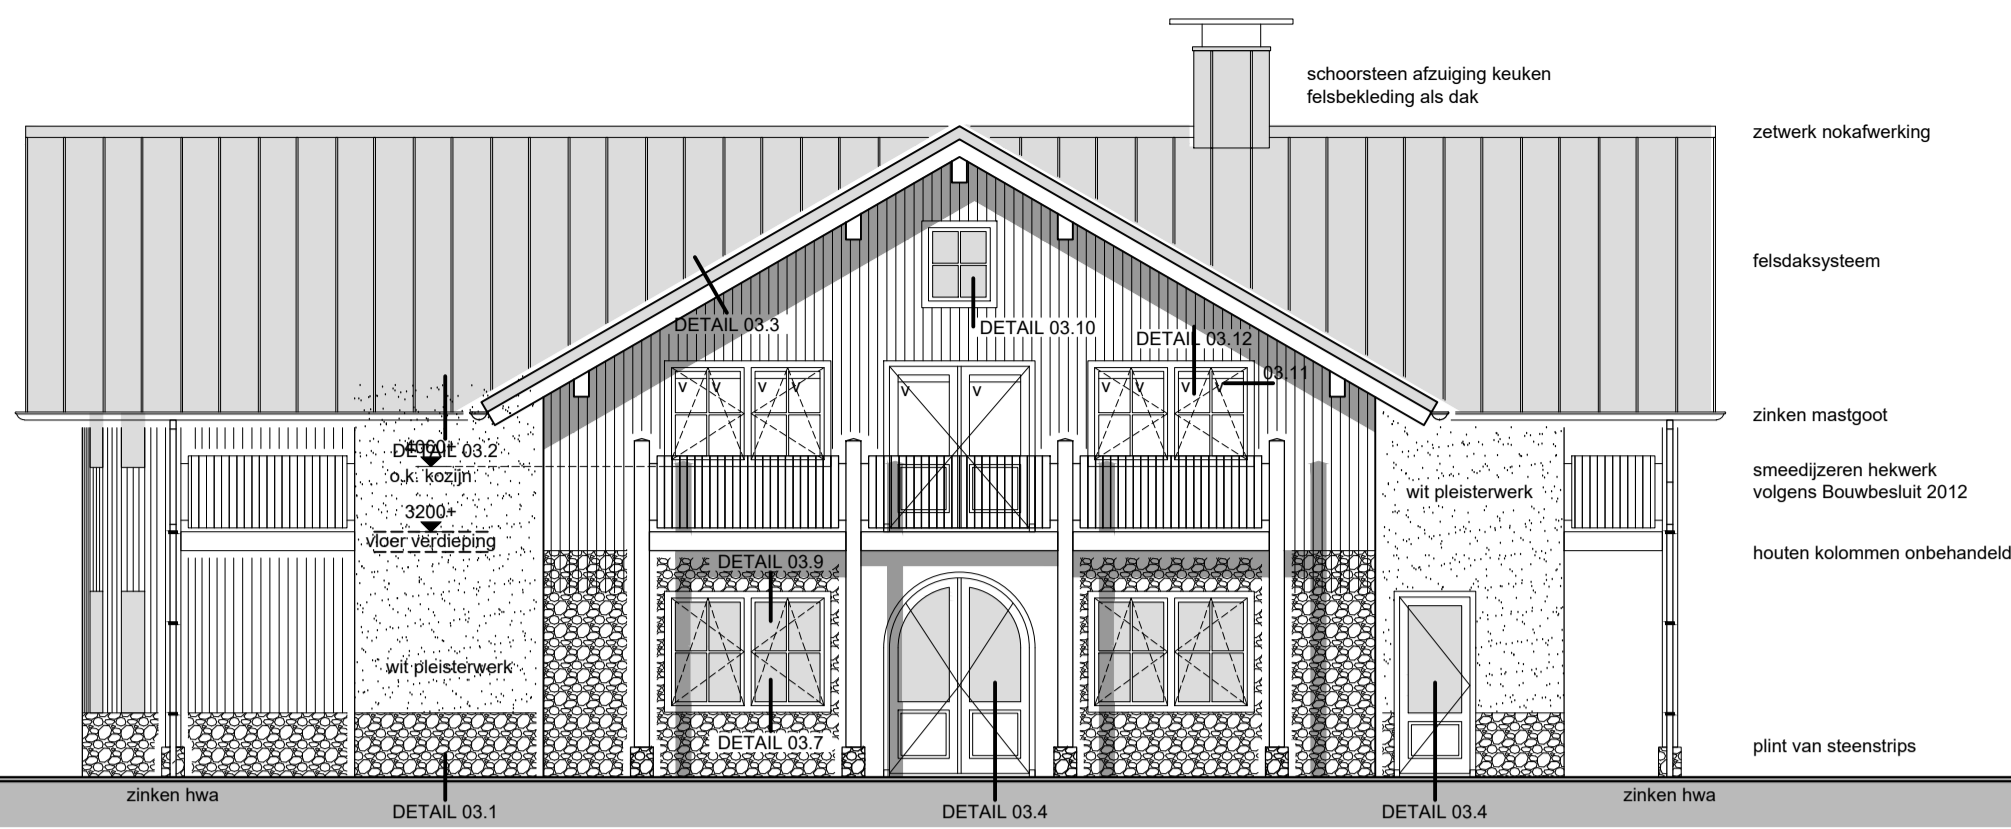 schoorsteen afzuiging keuken
felsbekleding als dak
zetwerk nokafwerking
felsdaksysteem
DETAIL 03.3
DETAIL 03.10
DETAIL 03.12
03.11
V V V V
V V
V V V V
zinken mastgoot
4060+
DETAIL 03.2
o.k. kozijn
smeedijzeren hekwerk
volgens Bouwbesluit 2012
wit pleisterwerk
3200+
vloer verdieping
houten kolommen onbehandeld
DETAIL 03.9
wit pleisterwerk
DETAIL 03.7
plint van steenstrips
zinken hwa
zinken hwa
DETAIL 03.1
DETAIL 03.4
DETAIL 03.4